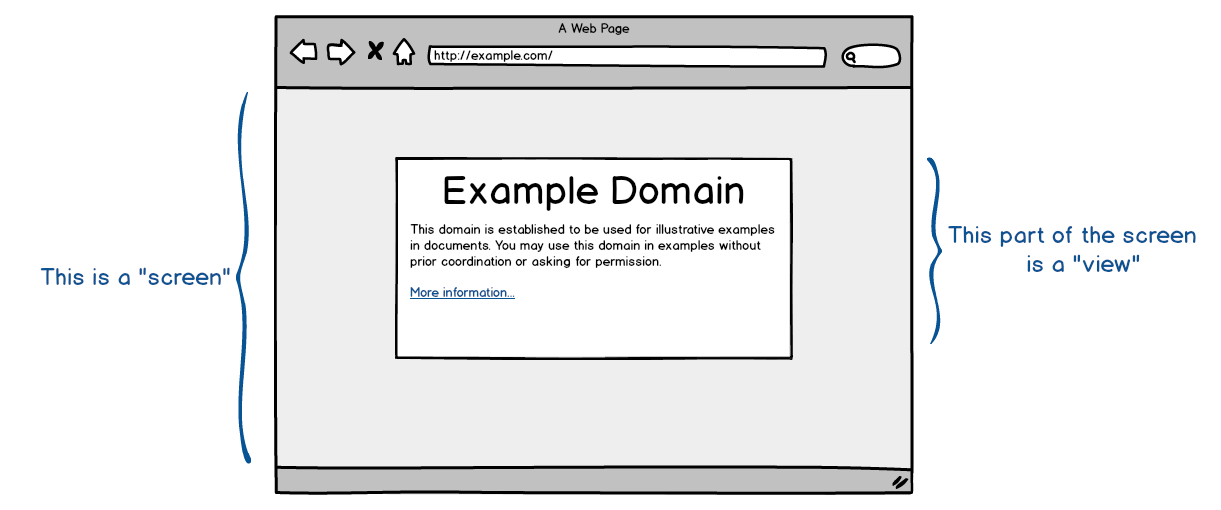 A Web Page
http://example.com/
Example Domain
This domain is established to be used for illustrative examples
in documents. You may use this domain in examples without
prior coordination or asking for permission.
More information...
This is a "screen"
This part of the screen
is a "view"